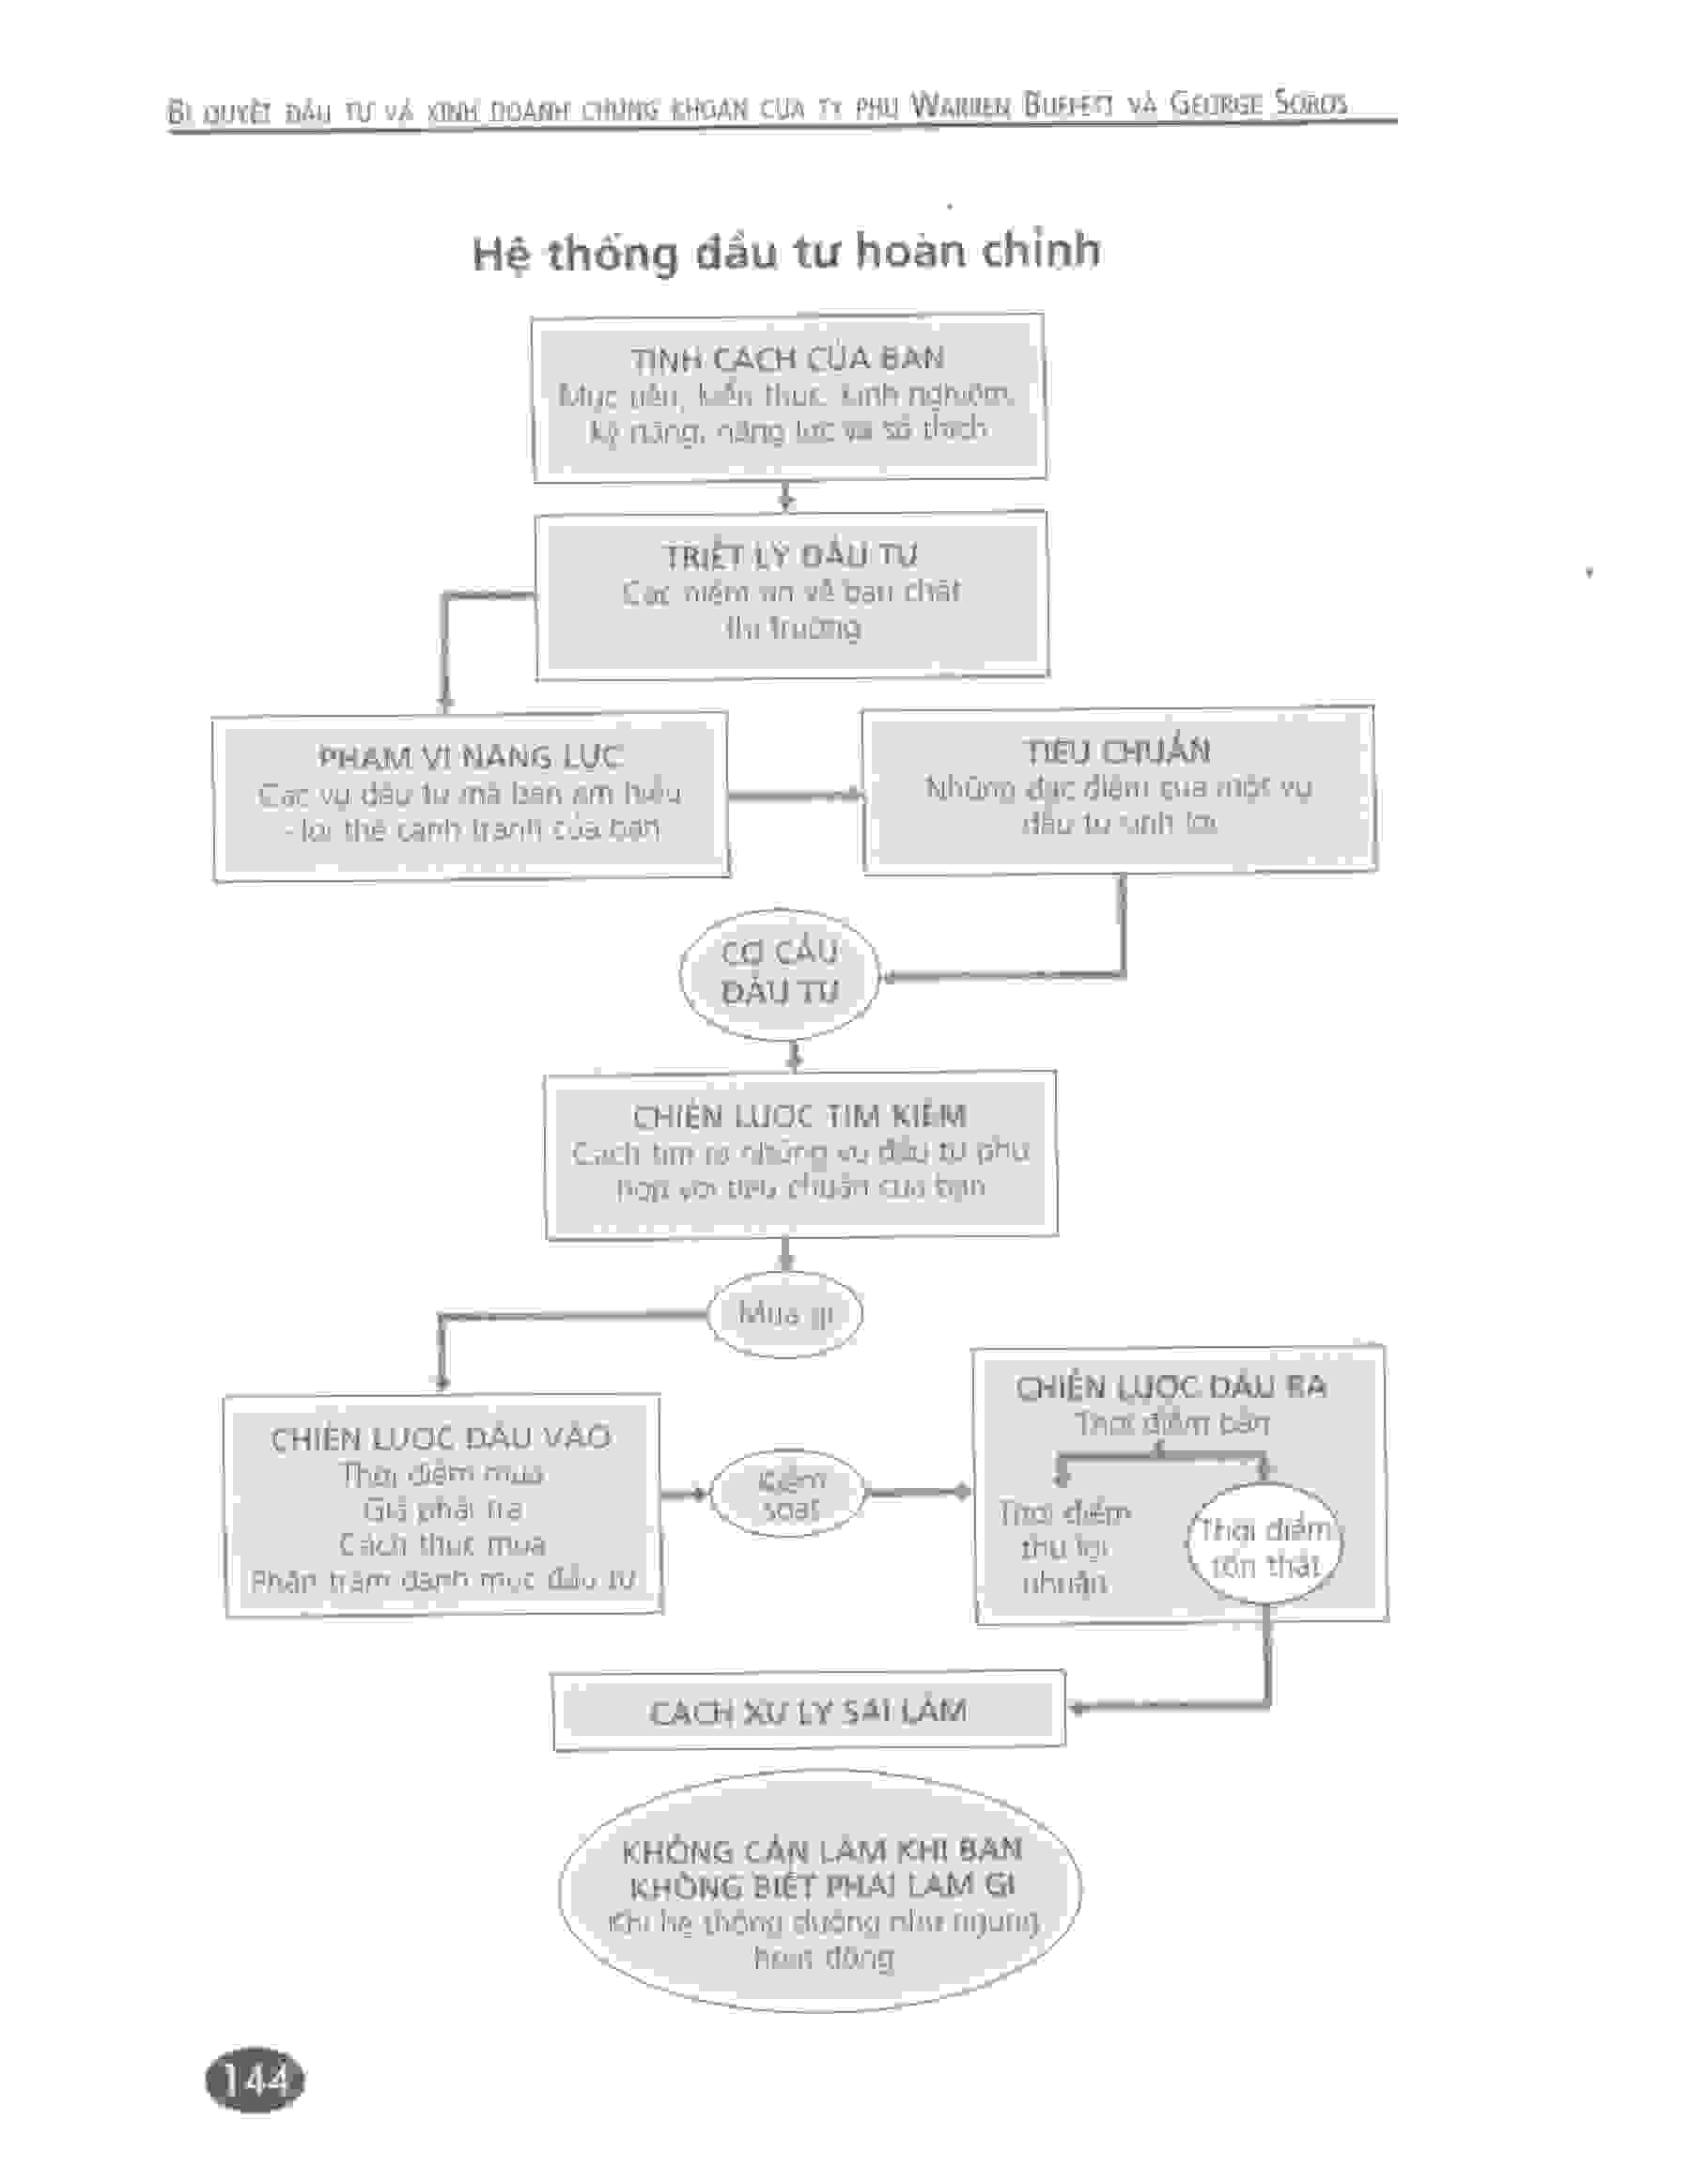 BÍ QUYẾT ĐẦU TƯ VÀ KINH DOANH CHỨNG KHOÁN CỦA TỶ PHÚ WARREN BUFFETT VÀ GEORGE SOROS
Hệ thống đầu tư hoàn chỉnh
TÍNH CÁCH CỦA BẠN
Mục tiêu, kiến thức, kinh nghiệm,
kỹ năng, năng lực và sở thích
TRIẾT LÝ ĐẦU TƯ
Các niệm tin về bản chất
thị trường
PHẠM VI NĂNG LỰC
Các vụ đầu tư mà bạn am hiểu
- lợi thế cạnh tranh của bạn
TIÊU CHUẨN
Những đặc điểm của một vụ
đầu tư sinh lợi
CƠ CẤU
ĐẦU TƯ
CHIẾN LƯỢC TÌM KIẾM
Cách tìm ra những vụ đầu tư phù
hợp với tiêu chuẩn của bạn
Mua gì
CHIẾN LƯỢC ĐẦU VÀO
Thời điểm mua
Giá phải trả
Cách thức mua
Phần trăm danh mục đầu tư
Kiểm
soát
CHIẾN LƯỢC ĐẦU RA
Thời điểm bán
Thời điểm
thu lợi
nhuận
Thời điểm
tổn thất
CÁCH XỬ LÝ SAI LẦM
KHÔNG CẦN LÀM KHI BẠN
KHÔNG BIẾT PHẢI LÀM GÌ
Khi hệ thống dường như ngưng
hoạt động
144